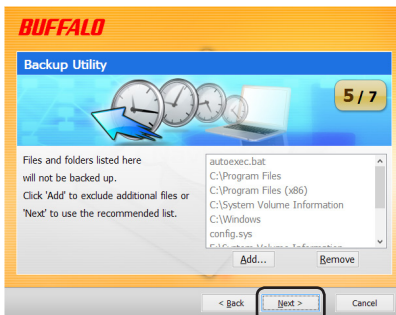 BUFFALO
Backup Utility
5 / 7
Files and folders listed here
will not be backed up.
Click 'Add' to exclude additional files or
'Next' to use the recommended list.
autoexec.bat
C:\Program Files
C:\Program Files (x86)
C:\System Volume Information
C:\Windows
config.sys
Add...
Remove
< Back
Next >
Cancel